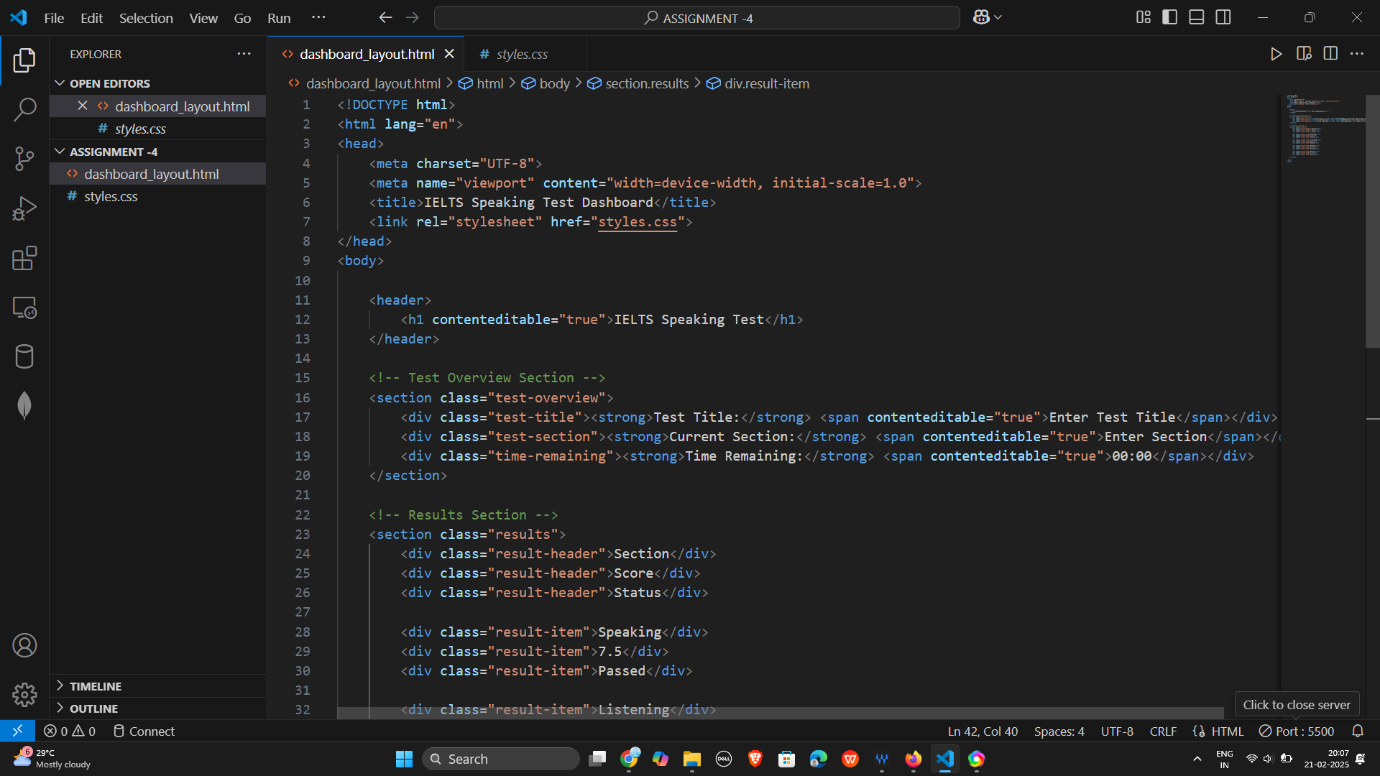 File Edit Selection View Go Run ··· ASSIGNMENT -4
EXPLORER
OPEN EDITORS
dashboard_layout.html
# styles.css
ASSIGNMENT -4
dashboard_layout.html
# styles.css
TIMELINE
OUTLINE
dashboard_layout.html # styles.css
dashboard_layout.html > html > body > section.results > div.result-item
1 <!DOCTYPE html>
2 <html lang="en">
3 <head>
4 <meta charset="UTF-8">
5 <meta name="viewport" content="width=device-width, initial-scale=1.0">
6 <title>IELTS Speaking Test Dashboard</title>
7 <link rel="stylesheet" href="styles.css">
8 </head>
9 <body>
10
11 <header>
12 <h1 contenteditable="true">IELTS Speaking Test</h1>
13 </header>
14
15 <!-- Test Overview Section -->
16 <section class="test-overview">
17 <div class="test-title"><strong>Test Title:</strong> <span contenteditable="true">Enter Test Title</span></div>
18 <div class="test-section"><strong>Current Section:</strong> <span contenteditable="true">Enter Section</span></
19 <div class="time-remaining"><strong>Time Remaining:</strong> <span contenteditable="true">00:00</span></div>
20 </section>
21
22 <!-- Results Section -->
23 <section class="results">
24 <div class="result-header">Section</div>
25 <div class="result-header">Score</div>
26 <div class="result-header">Status</div>
27
28 <div class="result-item">Speaking</div>
29 <div class="result-item">7.5</div>
30 <div class="result-item">Passed</div>
31
32 <div class="result-item">Listening</div>
Click to close server
0 0 Connect Ln 42, Col 40 Spaces: 4 UTF-8 CRLF {} HTML Port : 5500
6 29°C
Mostly cloudy
Search
DELL
ENG
IN
20:07
21-02-2025